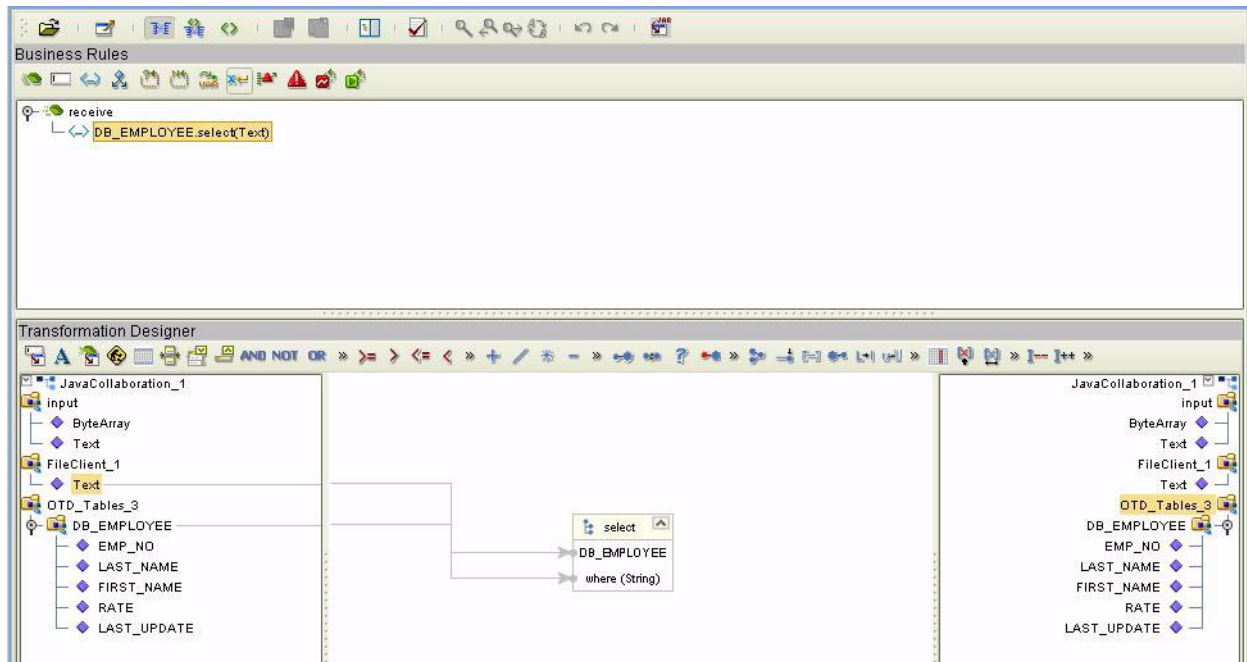 JAR
Business Rules
receive
DB_EMPLOYEE.select(Text)
Transformation Designer
A AND NOT OR » >= > <= < » + / * - » ? » » » I-- I++ »
JavaCollaboration_1
input
ByteArray
Text
FileClient_1
Text
OTD_Tables_3
DB_EMPLOYEE
EMP_NO
LAST_NAME
FIRST_NAME
RATE
LAST_UPDATE
select
DB_EMPLOYEE
where (String)
JavaCollaboration_1
input
ByteArray
Text
FileClient_1
Text
OTD_Tables_3
DB_EMPLOYEE
EMP_NO
LAST_NAME
FIRST_NAME
RATE
LAST_UPDATE